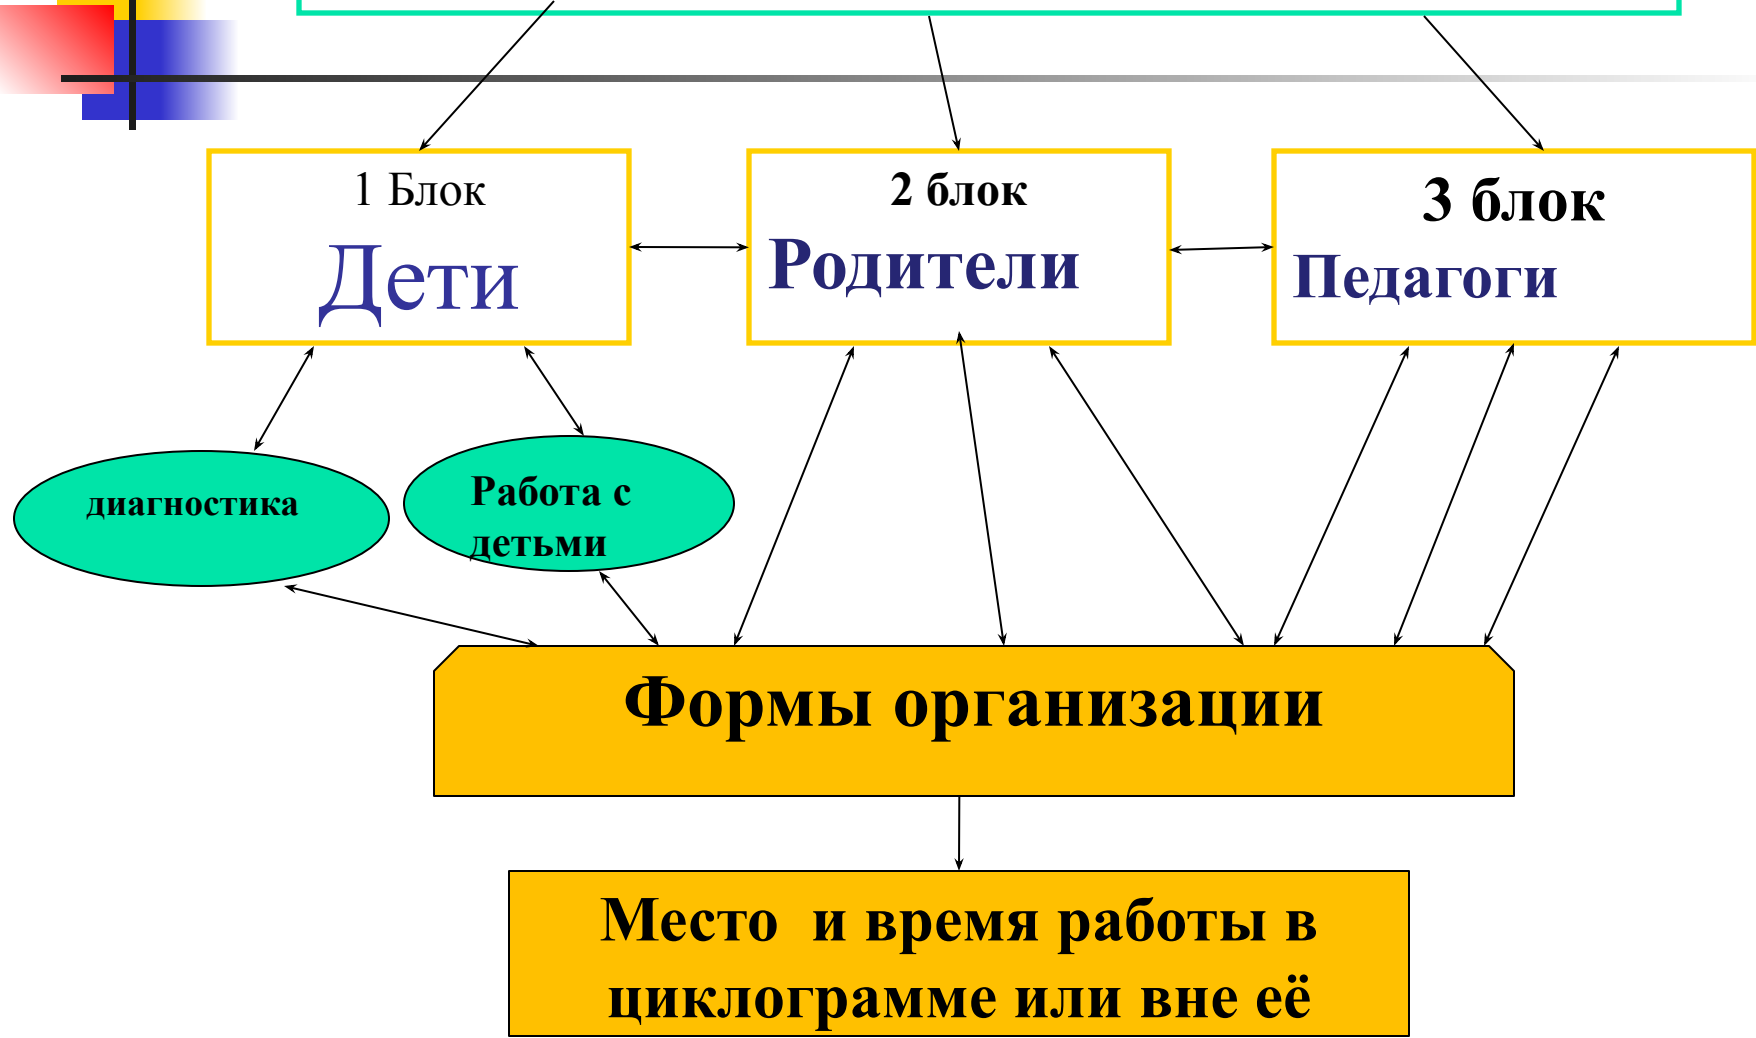 1 Блок
Дети
2 блок
Родители
3 блок
Педагоги
диагностика
Работа с
детьми
Формы организации
Место и время работы в
циклограмме или вне её